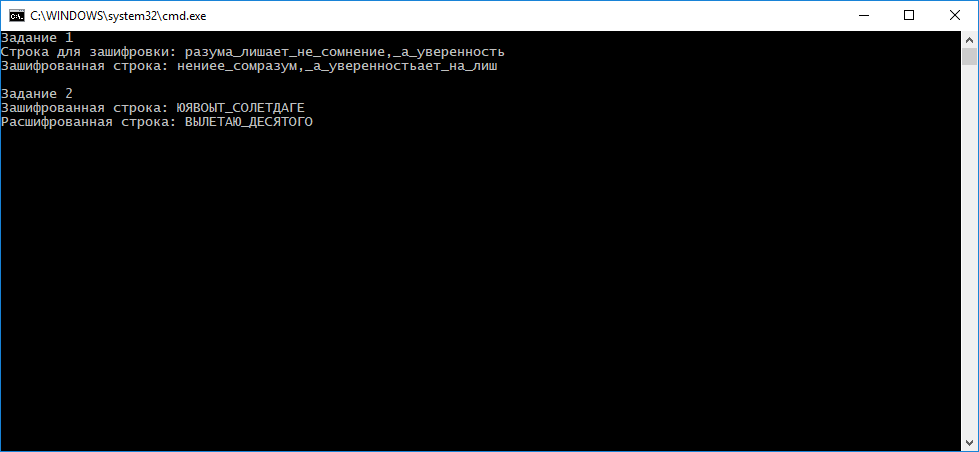 C:\WINDOWS\system32\cmd.exe
Задание 1
Строка для зашифровки: разума_лишает_не_сомнение,_а_уверенность
Зашифрованная строка: нениее_сомразум,_а_уверенностьает_на_лиш
Задание 2
Зашифрованная строка: ЮЯВОЫТ_СОЛЕТДАГЕ
Расшифрованная строка: ВЫЛЕТАЮ_ДЕСЯТОГО